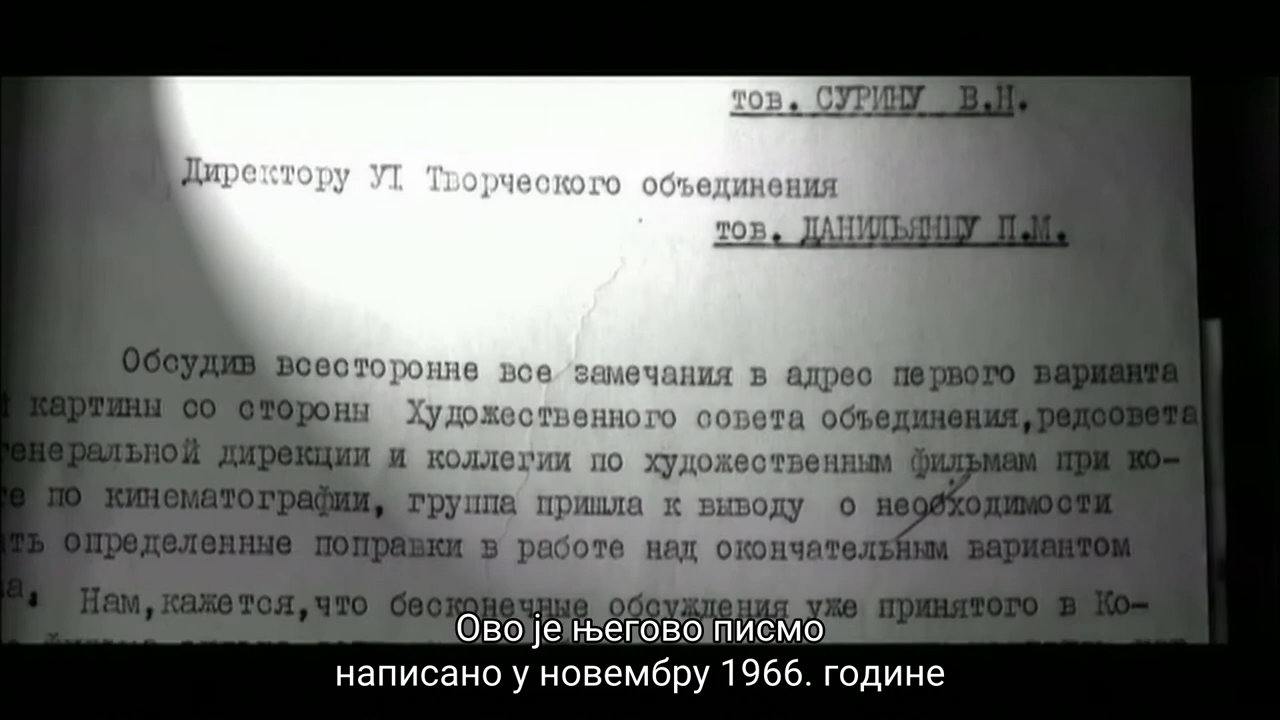 тов. СУРИНУ В.Н.
Директору УІ Творческого объединения
тов. ДАНИЛЬЯНЦУ П.М.
Обсудив всесторонне все замечания в адрес первого варианта
картины со стороны Художественного совета объединения,редсовета
генеральной дирекции и коллегии по художественным фильмам при ко-
по кинематографии, группа пришла к выводу о необходимости
определенные поправки в работе над окончательным вариантом
Нам,кажется,что бесконечные обсуждения уже принятого в Ко-
Ово је његово писмо
написано у новембру 1966. године